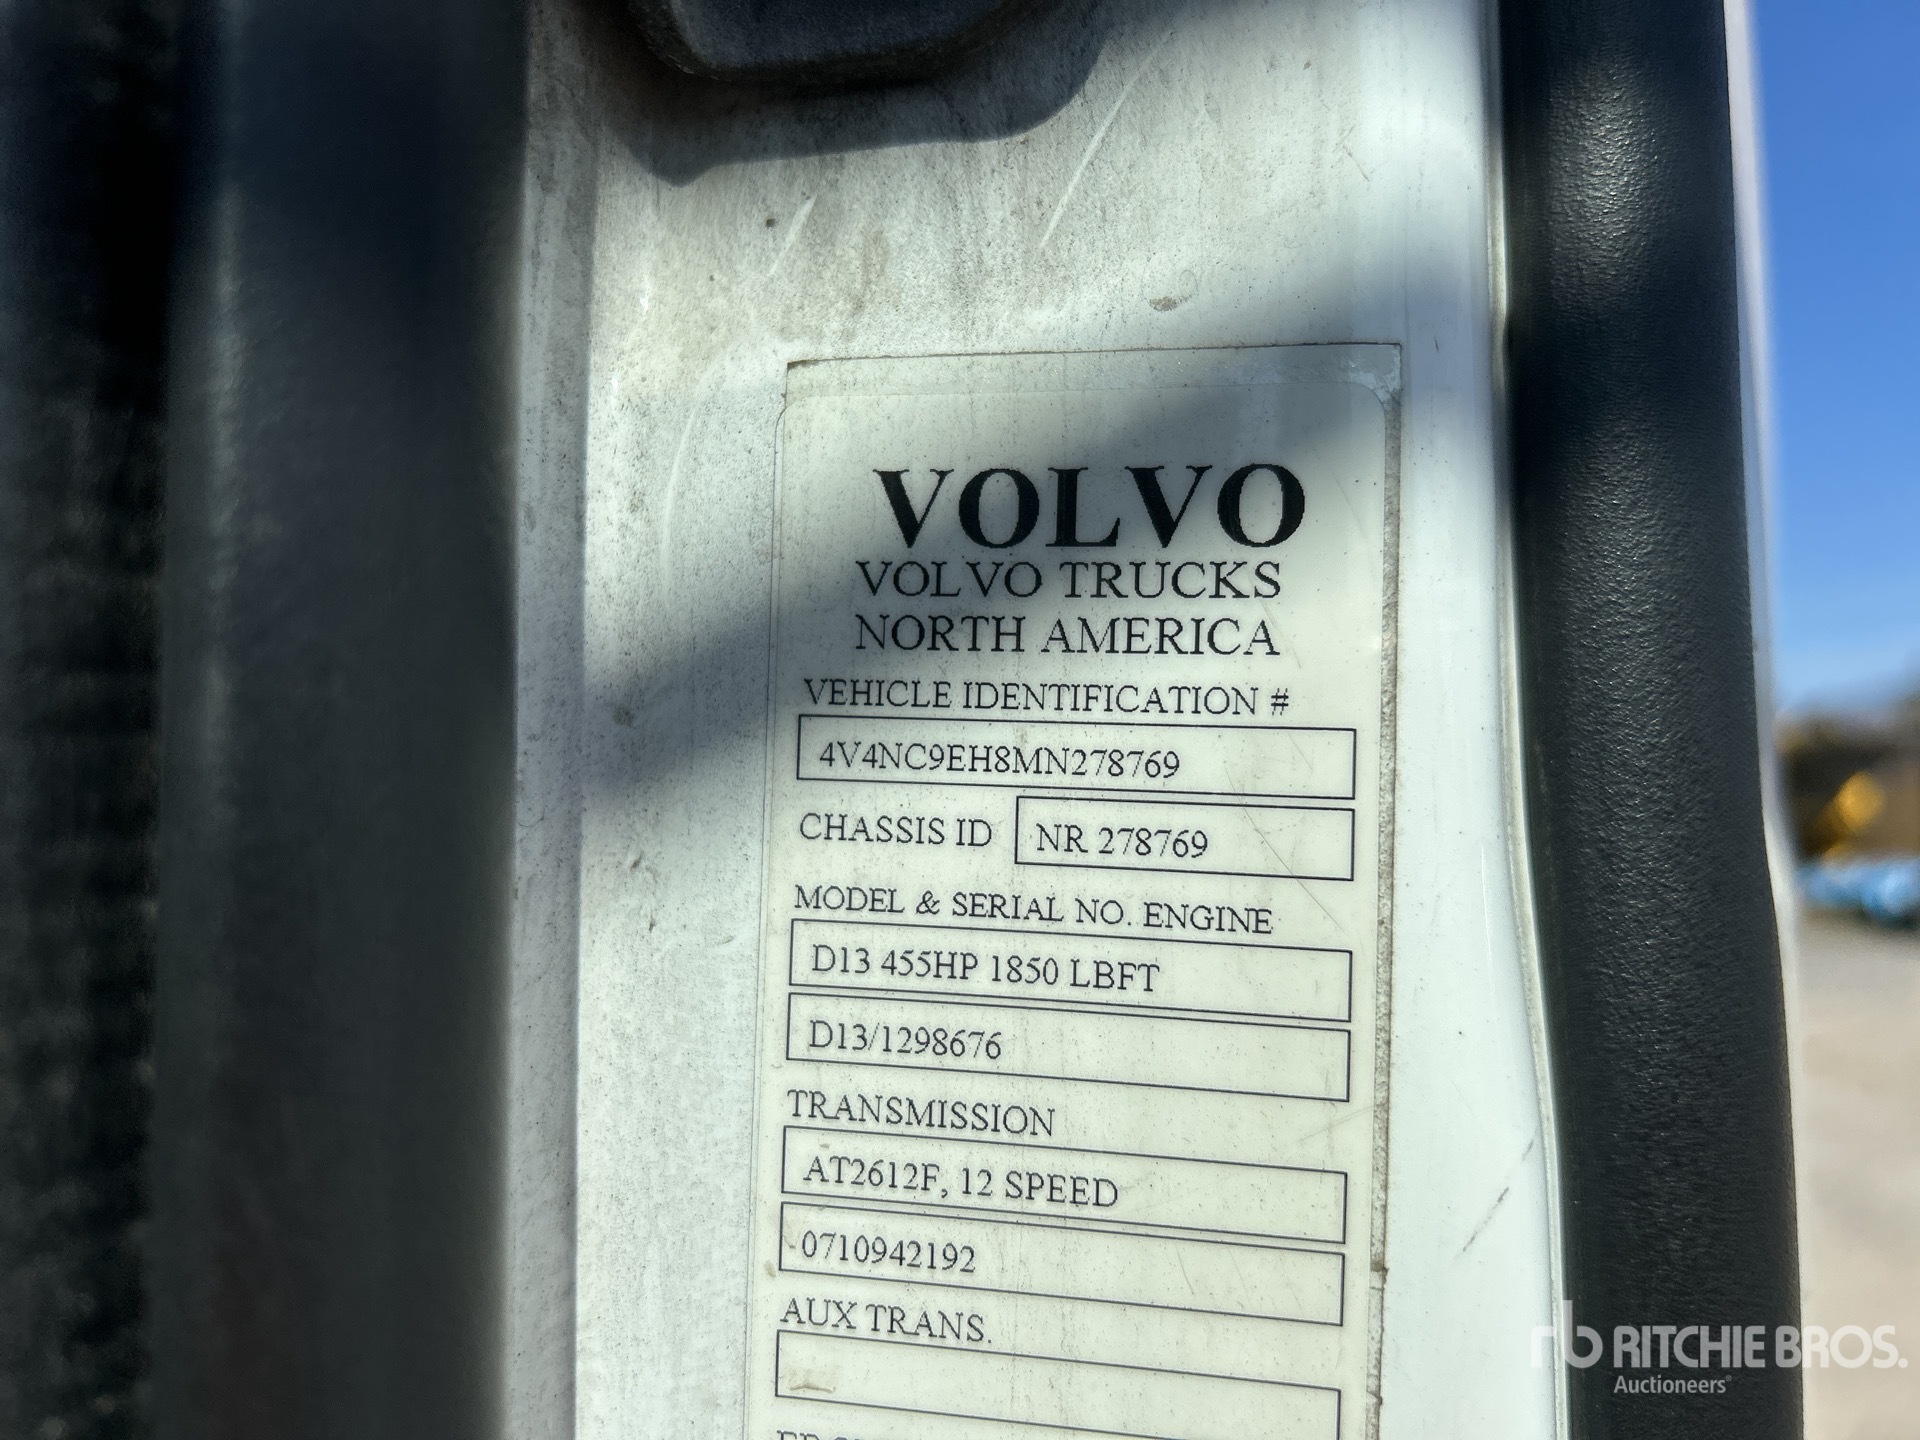 VOLVO
VOLVO TRUCKS
NORTH AMERICA
VEHICLE IDENTIFICATION #
4V4NC9EH8MN278769
CHASSIS ID NR 278769
MODEL & SERIAL NO. ENGINE
D13 455HP 1850 LBFT
D13/1298676
TRANSMISSION
AT2612F, 12 SPEED
0710942192
AUX TRANS.
rb RITCHIE BROS.
Auctioneers